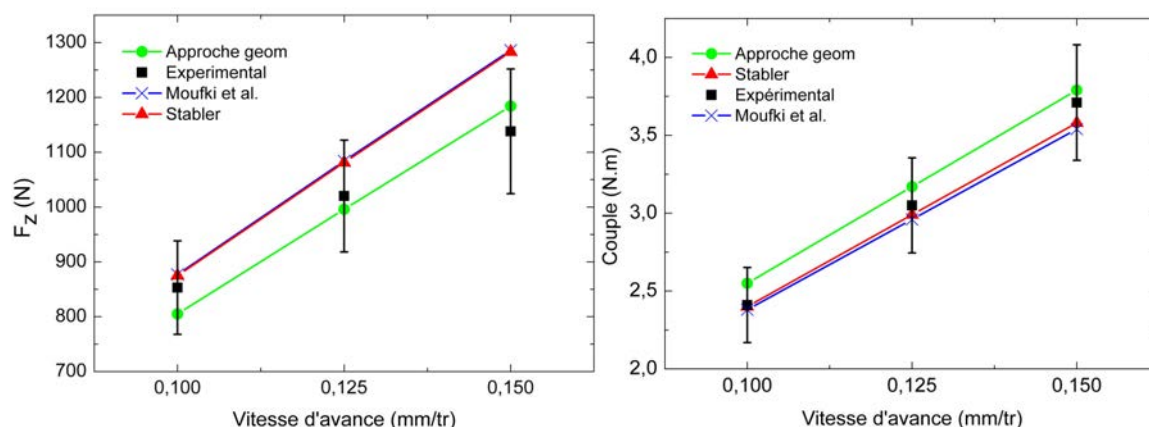 1300
1200
1100
1000
900
800
700
F_Z (N)
Approche geom
Experimental
Moufki et al.
Stabler
0,100
0,125
0,150
Vitesse d'avance (mm/tr)
4,0
3,5
3,0
2,5
2,0
Couple (N.m)
Approche geom
Stabler
Expérimental
Moufki et al.
0,100
0,125
0,150
Vitesse d'avance (mm/tr)